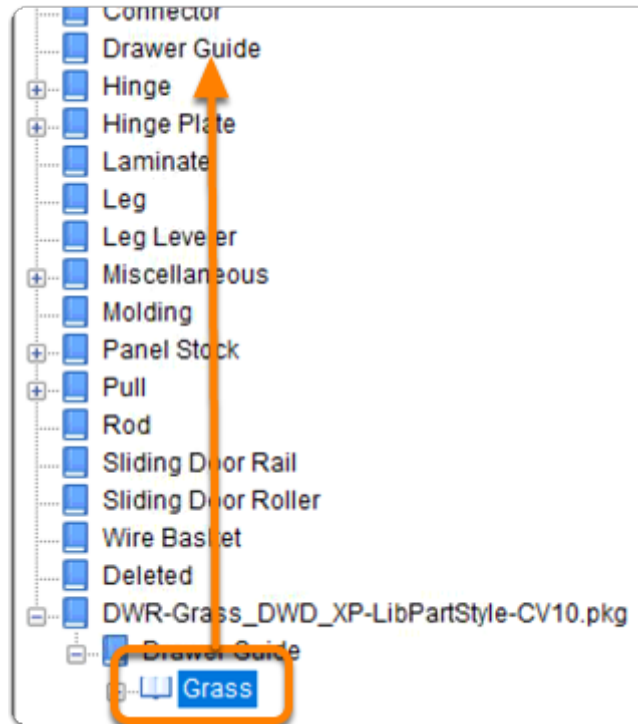 Connector
Drawer Guide
Hinge
Hinge Plate
Laminate
Leg
Leg Leveler
Miscellaneous
Molding
Panel Stock
Pull
Rod
Sliding Door Rail
Sliding Door Roller
Wire Basket
Deleted
DWR-Grass_DWD_XP-LibPartStyle-CV10.pkg
Drawer Guide
Grass